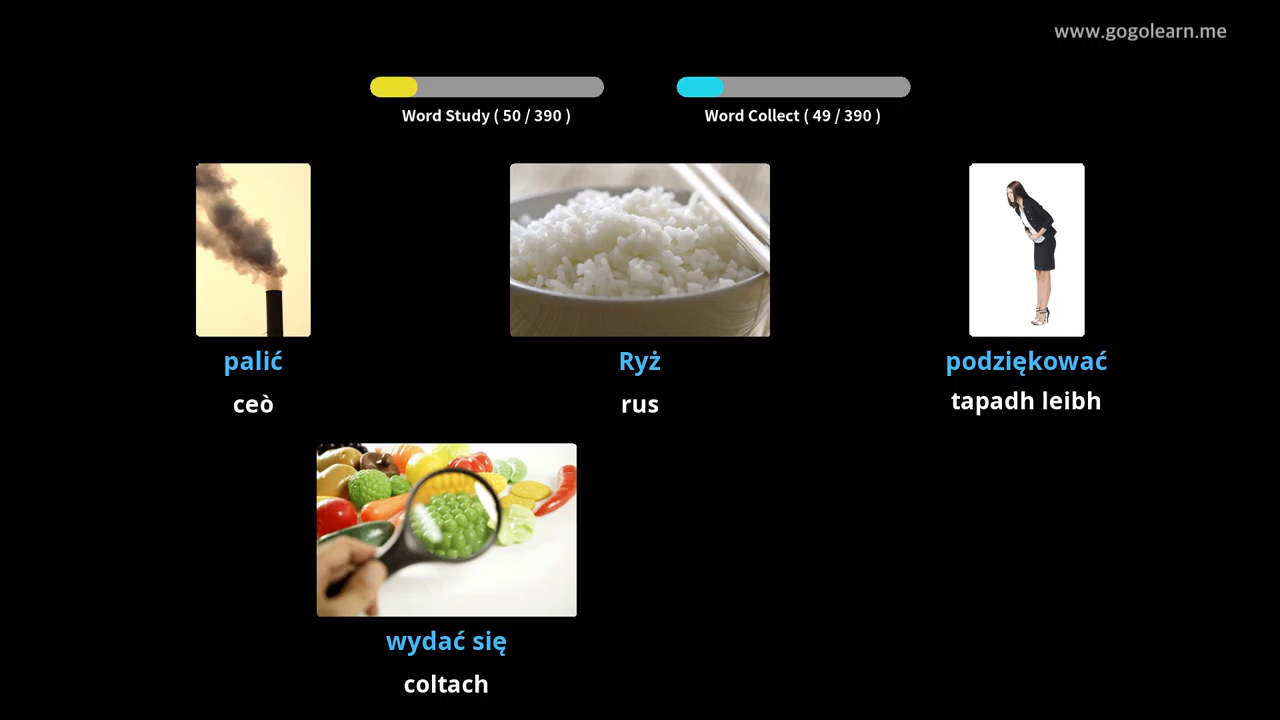 www.gogolearn.me
Word Study ( 50 / 390 )
Word Collect ( 49 / 390 )
palić
Ryż
podziękować
ceò
rus
tapadh leibh
wydać się
coltach